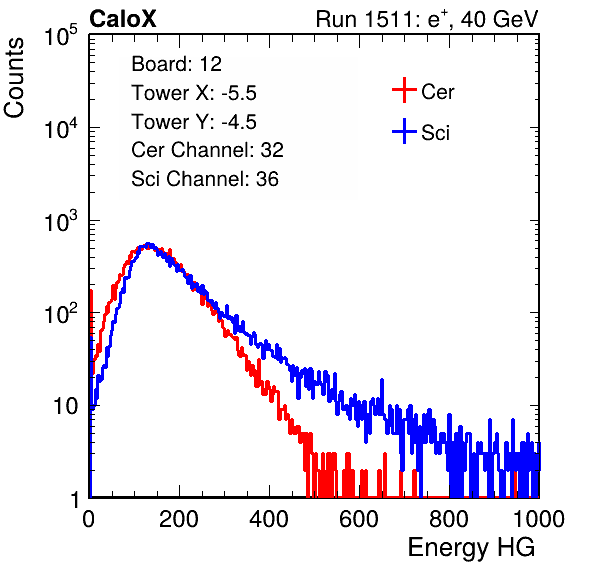 CaloX Run 1511: e⁺, 40 GeV
Counts
10⁵
10⁴
10³
10²
10
1
Board: 12
Tower X: -5.5
Tower Y: -4.5
Cer Channel: 32
Sci Channel: 36
Cer
Sci
0 200 400 600 800 1000
Energy HG